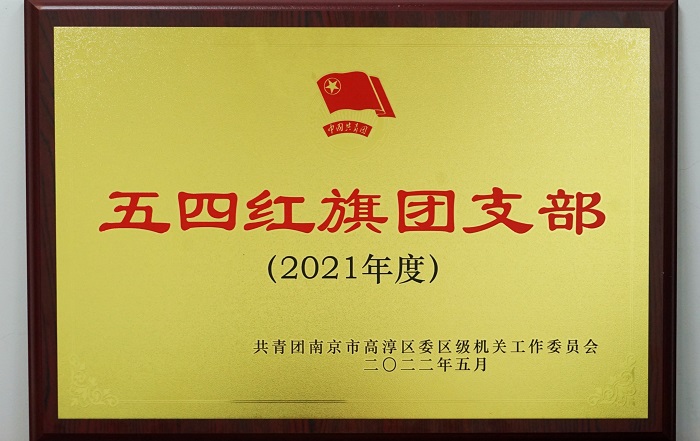 中国共青团
五四红旗团支部
(2021年度)
共青团南京市高淳区委区级机关工作委员会
二〇二二年五月